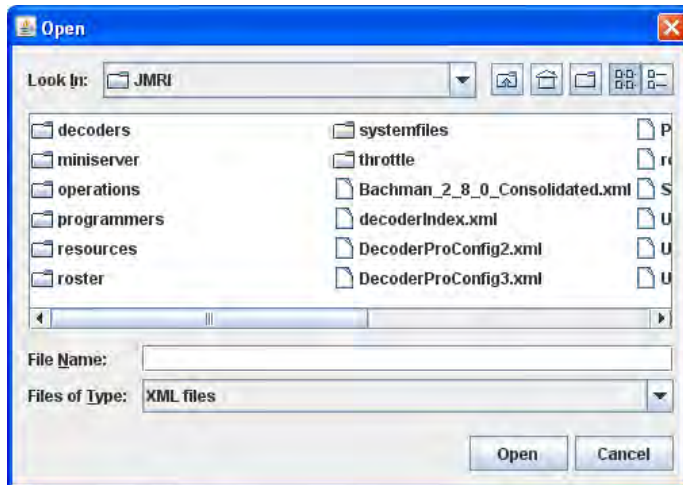 Open
Look In: JMRI
decoders
miniserver
operations
programmers
resources
roster
systemfiles
throttle
Bachman_2_8_0_Consolidated.xml
decoderIndex.xml
DecoderProConfig2.xml
DecoderProConfig3.xml
P
S
U
U
U
File Name:
Files of Type: XML files
Open
Cancel